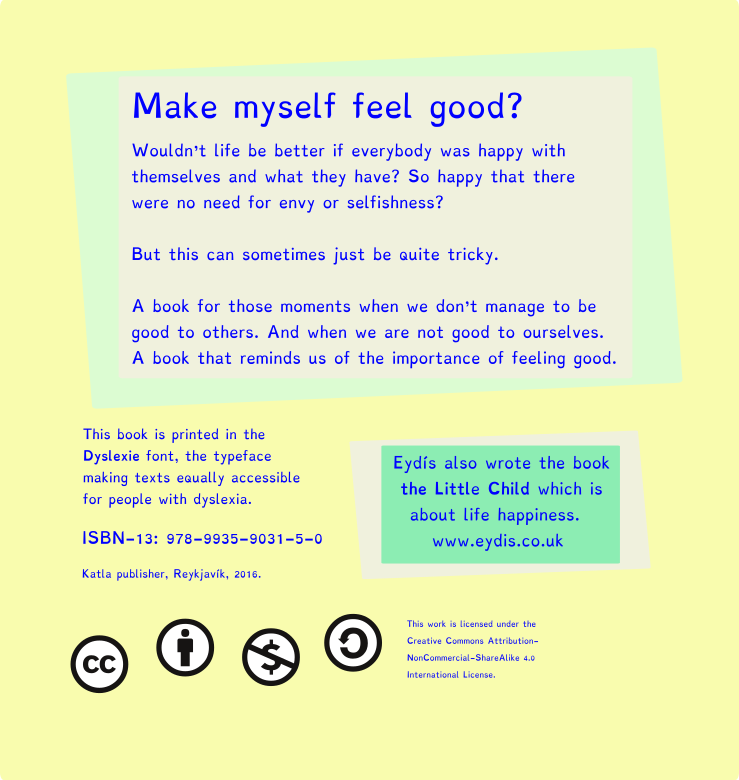 Make myself feel good?
Wouldn't life be better if everybody was happy with
themselves and what they have? So happy that there
were no need for envy or selfishness?
But this can sometimes just be quite tricky.
A book for those moments when we don't manage to be
good to others. And when we are not good to ourselves.
A book that reminds us of the importance of feeling good.
This book is printed in the
Dyslexie font, the typeface
making texts equally accessible
for people with dyslexia.
ISBN-13: 978-9935-9031-5-0
Katla publisher, Reykjavík, 2016.
Eydís also wrote the book
the Little Child which is
about life happiness.
www.eydis.co.uk
cc
$
This work is licensed under the
Creative Commons Attribution-
NonCommercial-ShareAlike 4.0
International License.